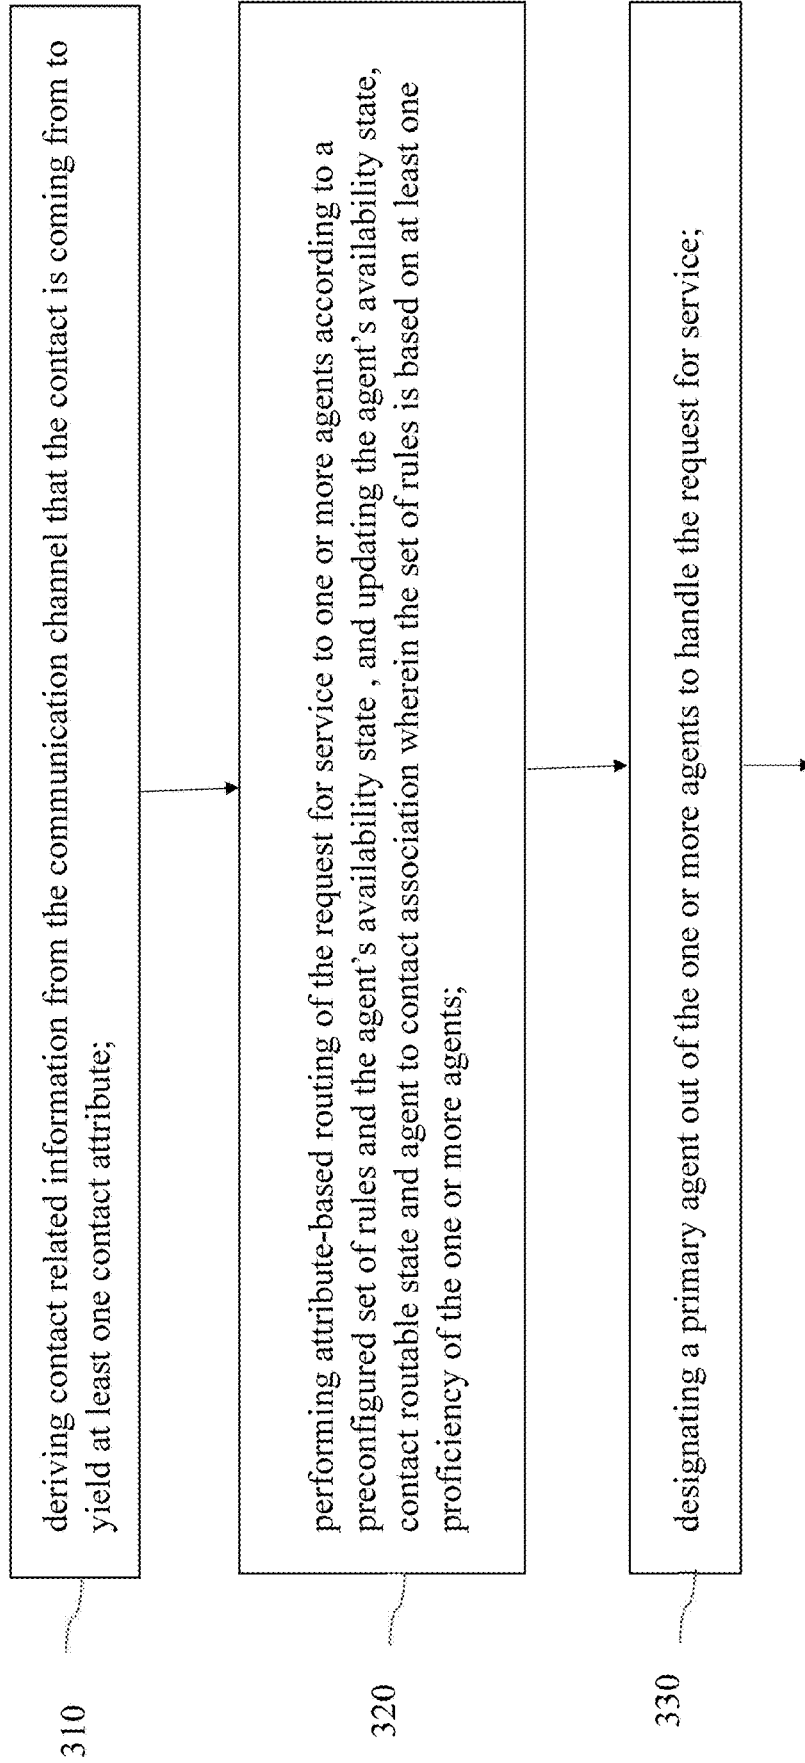 310
deriving contact related information from the communication channel that the contact is coming from to
yield at least one contact attribute;
320
performing attribute-based routing of the request for service to one or more agents according to a
preconfigured set of rules and the agent's availability state , and updating the agent's availability state,
contact routable state and agent to contact association wherein the set of rules is based on at least one
proficiency of the one or more agents;
330
designating a primary agent out of the one or more agents to handle the request for service;